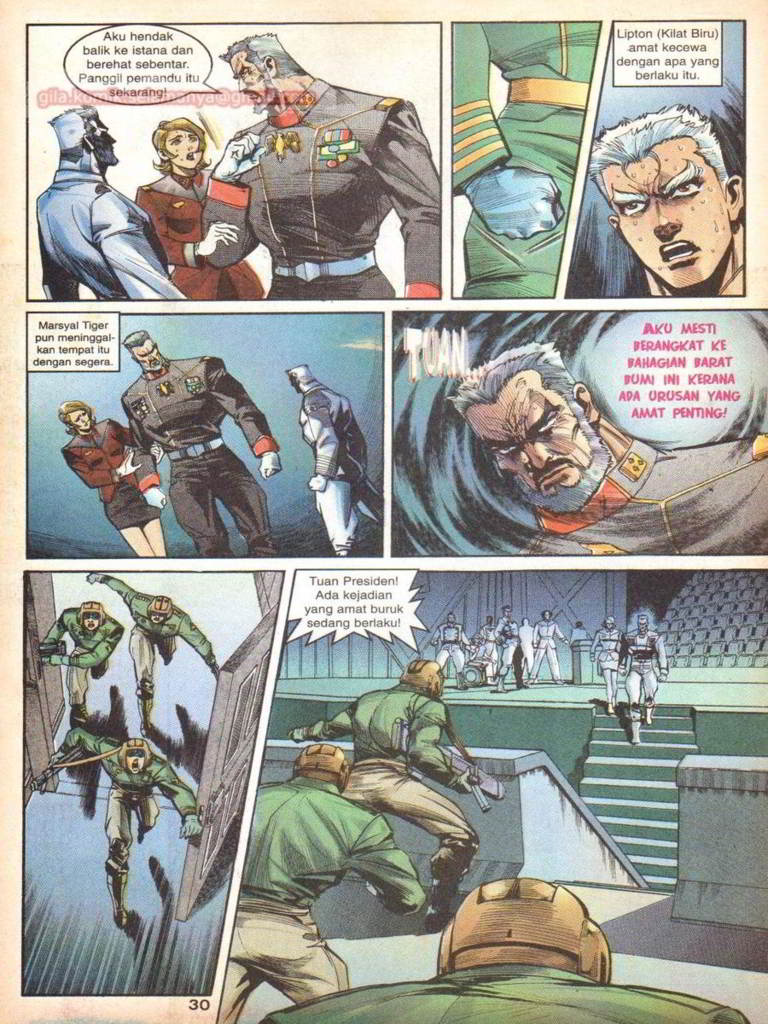 Aku hendak
balik ke istana dan
berehat sebentar.
Panggil pemandu itu
sekarang!
Lipton (Kilat Biru)
amat kecewa
dengan apa yang
berlaku itu.
Marsyal Tiger
pun meninggal-
kan tempat itu
dengan segera.
TUAN
AKU MESTI
BERANGKAT KE
BAHAGIAN BARAT
BUMI INI KERANA
ADA URUSAN YANG
AMAT PENTING!
Tuan Presiden!
Ada kejadian
yang amat buruk
sedang berlaku!
30